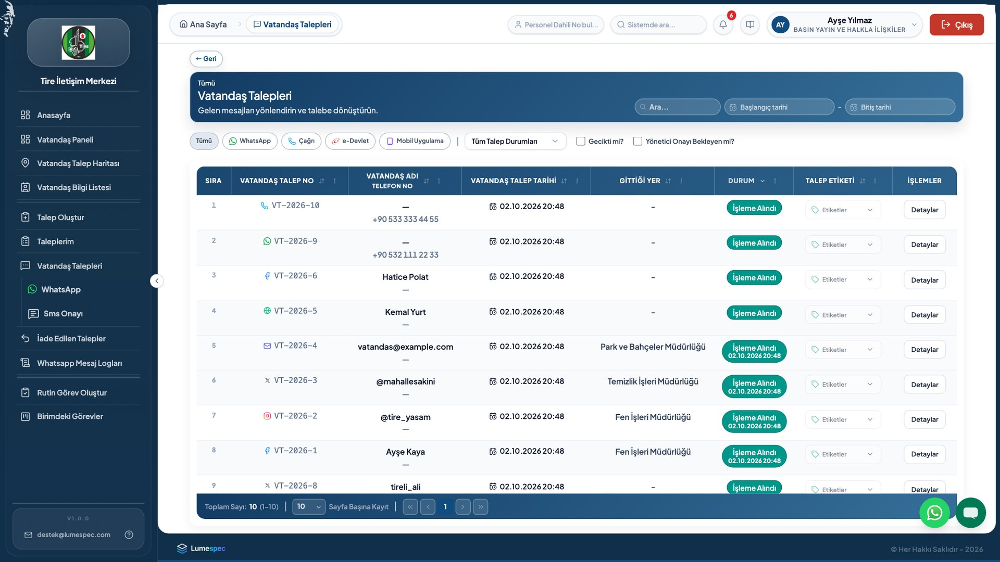 TiRE
Tire İletişim Merkezi
Anasayfa
Vatandaş Paneli
Vatandaş Talep Haritası
Vatandaş Bilgi Listesi
Talep Oluştur
Taleplerim
Vatandaş Talepleri
WhatsApp
Sms Onayı
İade Edilen Talepler
Whatsapp Mesaj Logları
Rutin Görev Oluştur
Birimdeki Görevler
V1.0.0
destek@lumespec.com
Ana Sayfa
Vatandaş Talepleri
Personel Dahili No bul...
Sistemde ara...
6
AY
Ayşe Yılmaz
BASIN YAYIN VE HALKLA İLİŞKİLER
Çıkış
← Geri
Tümü
Vatandaş Talepleri
Gelen mesajları yönlendirin ve talebe dönüştürün.
Ara...
Başlangıç tarihi
-
Bitiş tarihi
Tümü
WhatsApp
Çağrı
e-Devlet
Mobil Uygulama
Tüm Talep Durumları
Gecikti mi?
Yönetici Onayı Bekleyen mi?
SIRA
VATANDAŞ TALEP NO
VATANDAŞ ADI
TELEFON NO
VATANDAŞ TALEP TARİHİ
GİTTİĞİ YER
DURUM
TALEP ETİKETİ
İŞLEMLER
1 VT-2026-10 — 02.10.2026 20:48 - İşleme Alındı Etiketler Detaylar
+90 533 333 44 55
2 VT-2026-9 — 02.10.2026 20:48 - İşleme Alındı Etiketler Detaylar
+90 532 111 22 33
3 VT-2026-6 Hatice Polat 02.10.2026 20:48 - İşleme Alındı Etiketler Detaylar
—
4 VT-2026-5 Kemal Yurt 02.10.2026 20:48 - İşleme Alındı Etiketler Detaylar
—
5 VT-2026-4 vatandas@example.com 02.10.2026 20:48 Park ve Bahçeler Müdürlüğü İşleme Alındı Etiketler Detaylar
— 02.10.2026 20:48
6 VT-2026-3 @mahallesakini 02.10.2026 20:48 Temizlik İşleri Müdürlüğü İşleme Alındı Etiketler Detaylar
— 02.10.2026 20:48
7 VT-2026-2 @tire_yasam 02.10.2026 20:48 Fen İşleri Müdürlüğü İşleme Alındı Etiketler Detaylar
— 02.10.2026 20:48
8 VT-2026-1 Ayşe Kaya 02.10.2026 20:48 Fen İşleri Müdürlüğü İşleme Alındı Etiketler Detaylar
— 02.10.2026 20:48
9 VT-2026-8 tireli_ali 02.10.2026 20:48 - İşleme Alındı Etiketler Detaylar
Toplam Sayı: 10 (1-10) | 10 Sayfa Başına Kayıt | « ‹ 1 › »
Lumespec
© Her Hakkı Saklıdır - 2026